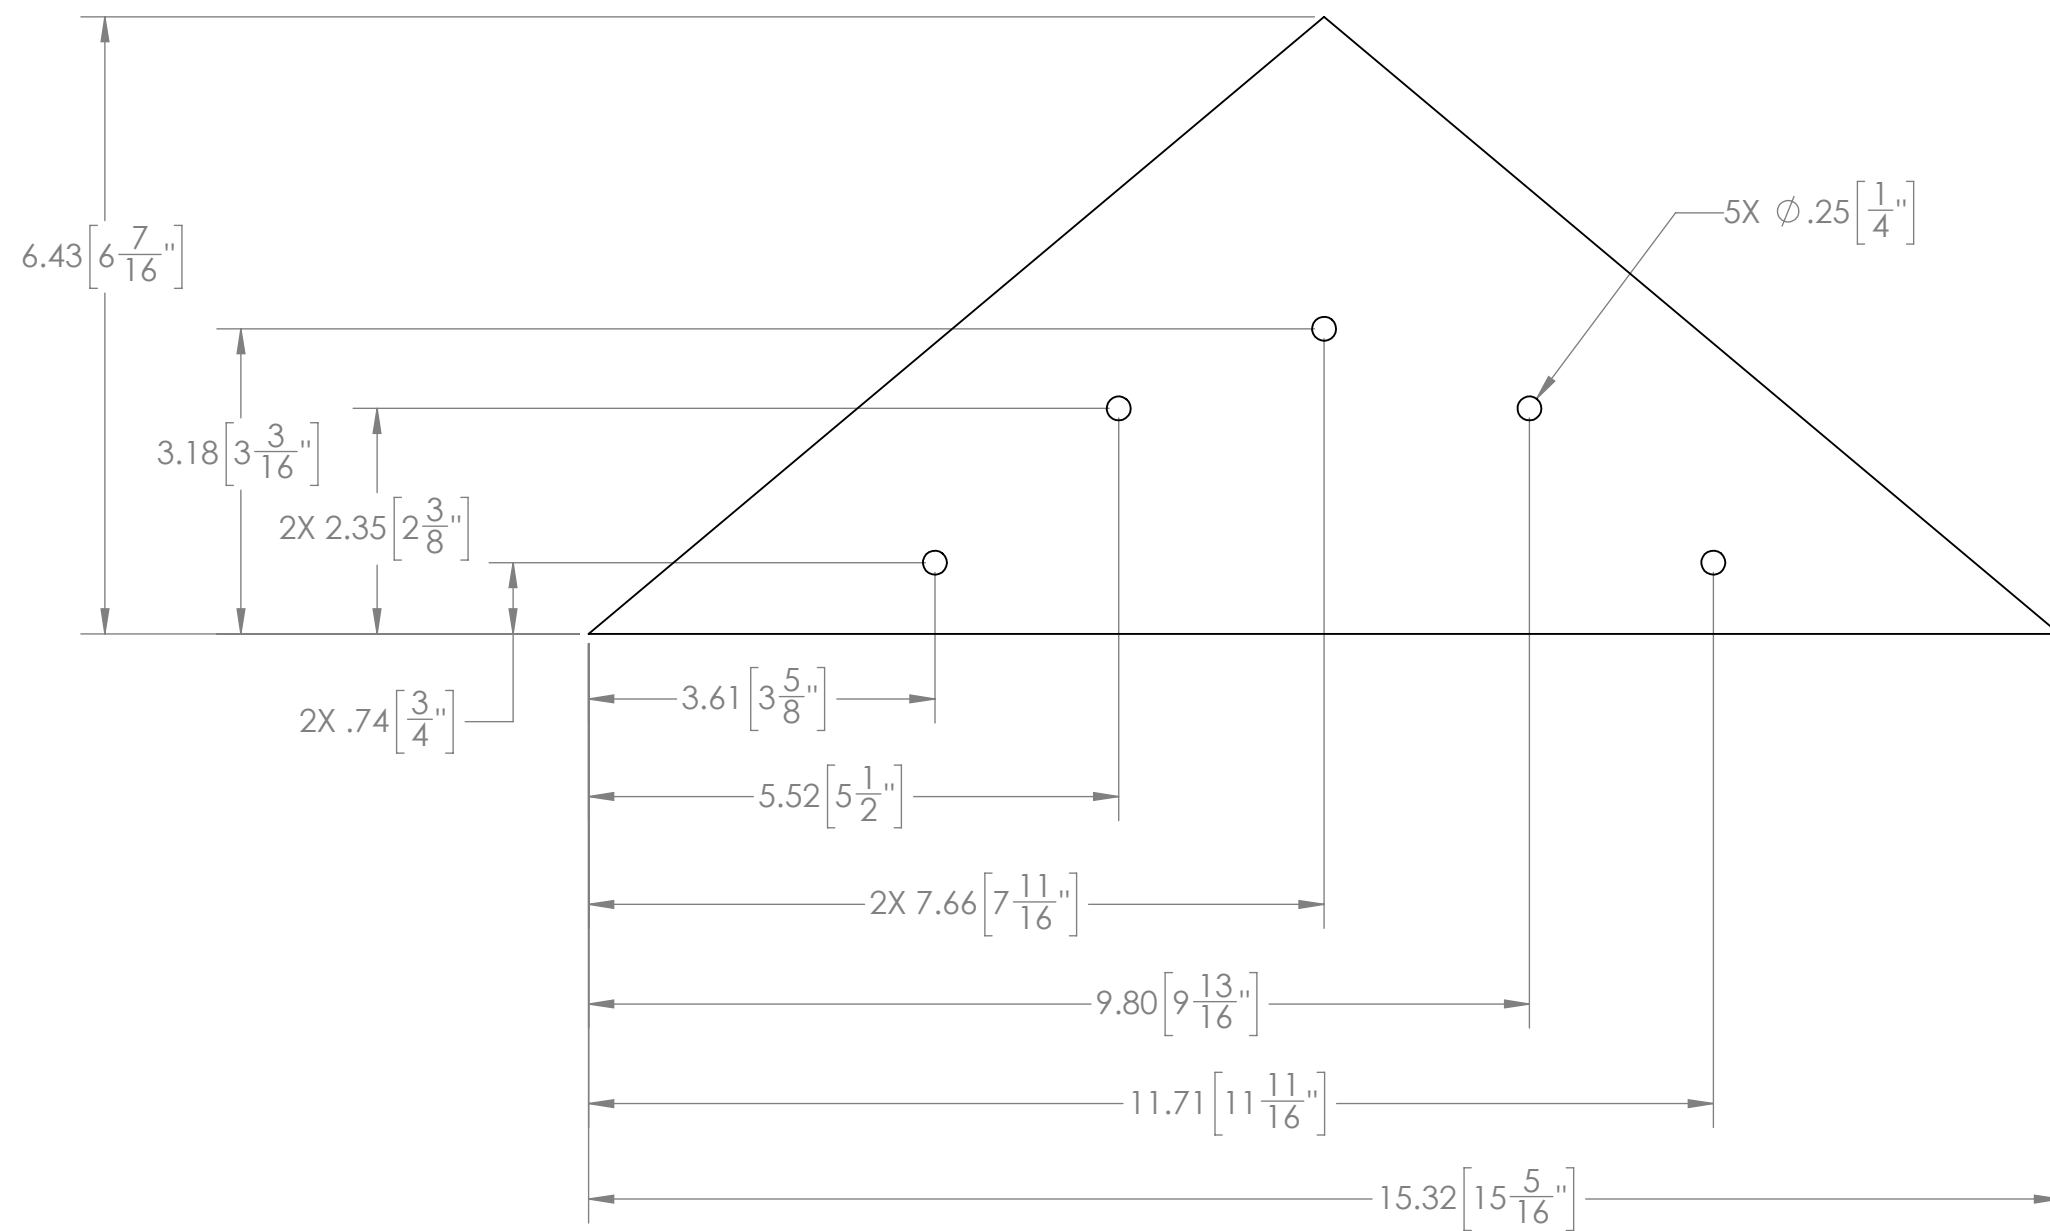 5X ⌀ .25[1/4"]
6.43[6 7/16"]
3.18[3 3/16"]
2X 2.35[2 3/8"]
2X .74[3/4"]
3.61[3 5/8"]
5.52[5 1/2"]
2X 7.66[7 11/16"]
9.80[9 13/16"]
11.71[11 11/16"]
15.32[15 5/16"]